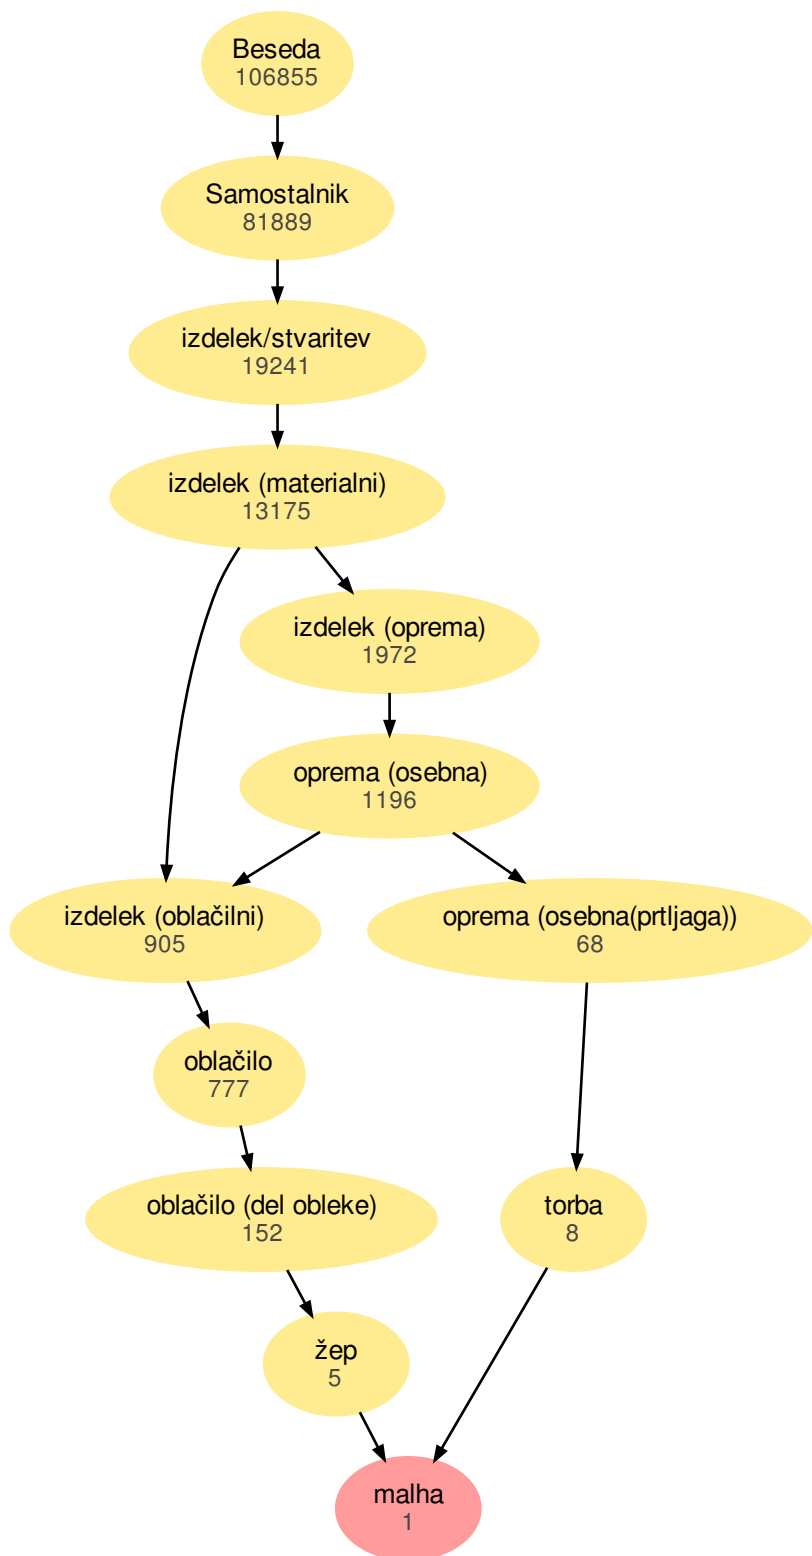 Beseda
106855
Samostalnik
81889
izdelek/stvaritev
19241
izdelek (materialni)
13175
izdelek (oprema)
1972
oprema (osebna)
1196
izdelek (oblačilni)
905
oprema (osebna(prtljaga))
68
oblačilo
777
oblačilo (del obleke)
152
torba
8
žep
5
malha
1